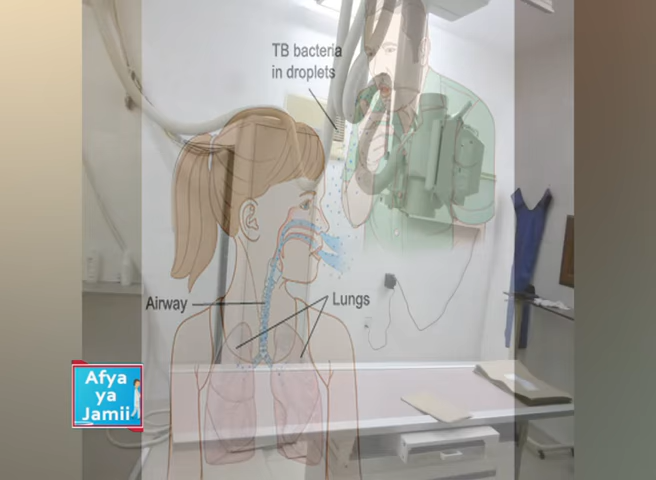 TB bacteria
in droplets
Airway
Lungs
Afya
ya
Jamii